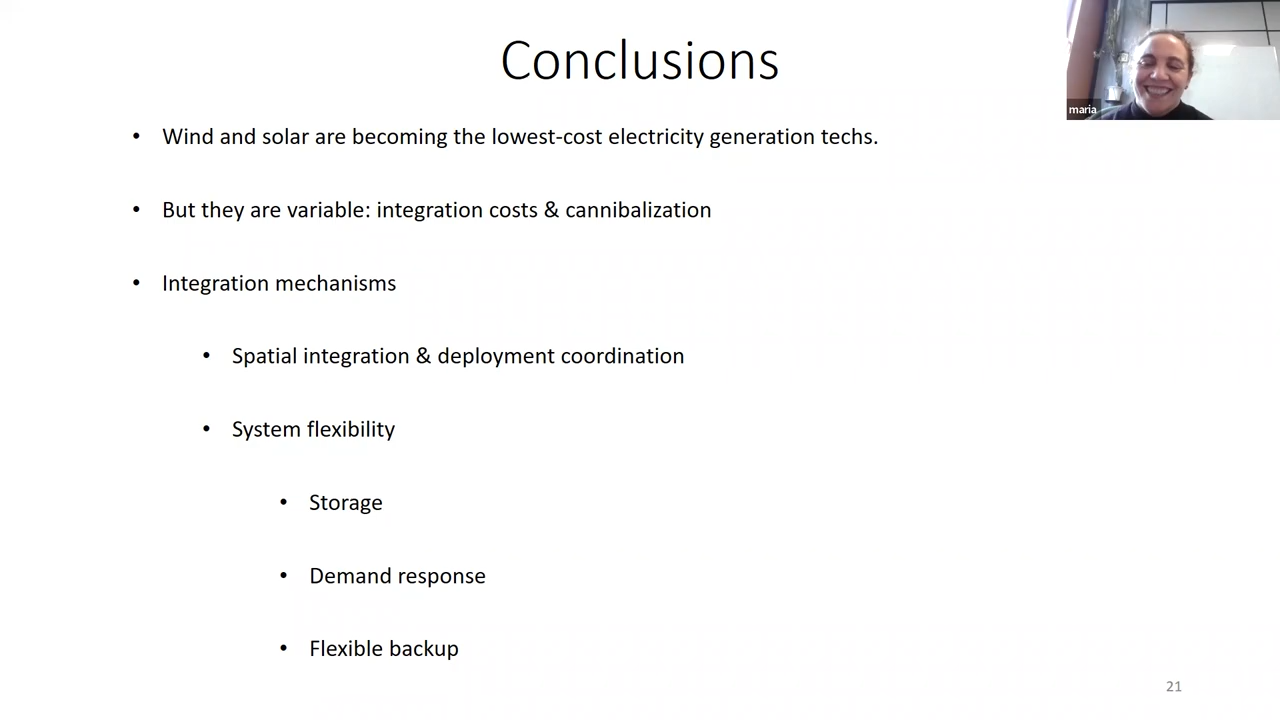 Conclusions
maria
• Wind and solar are becoming the lowest-cost electricity generation techs.
• But they are variable: integration costs & cannibalization
• Integration mechanisms
• Spatial integration & deployment coordination
• System flexibility
• Storage
• Demand response
• Flexible backup
21